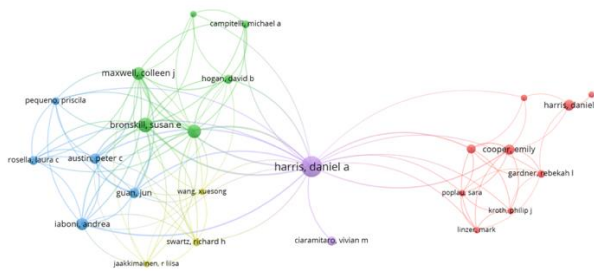 campitelli, michael a
maxwell, colleen j
hogan, david b
pequeno, priscila
bronskill, susan e
harris, daniel
rosella, laura c
austin, peter c
cooper, emily
harris, daniel a
gardner, rebekah l
guan, jun
wang, xuesong
poplau, sara
kroth, philip j
iaboni, andrea
linzer, mark
swartz, richard h
ciaramitaro, vivian m
jaakkimainen, r liisa